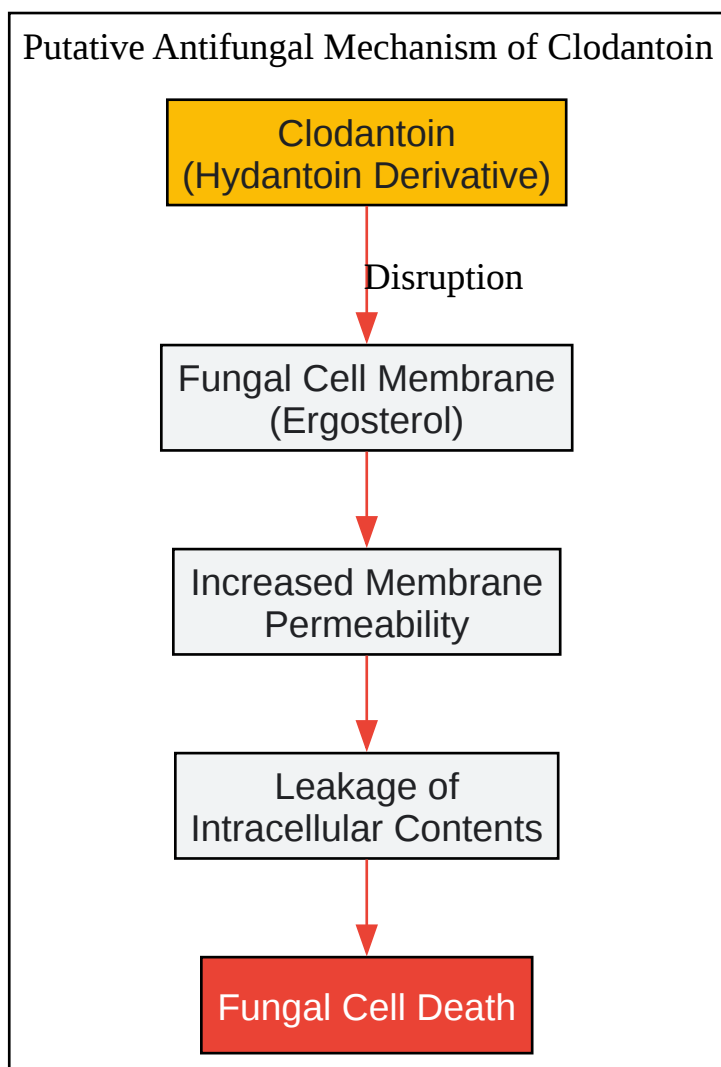 Putative Antifungal Mechanism of Clodantoin
Clodantoin
(Hydantoin Derivative)
Disruption
Fungal Cell Membrane
(Ergosterol)
Increased Membrane
Permeability
Leakage of
Intracellular Contents
Fungal Cell Death